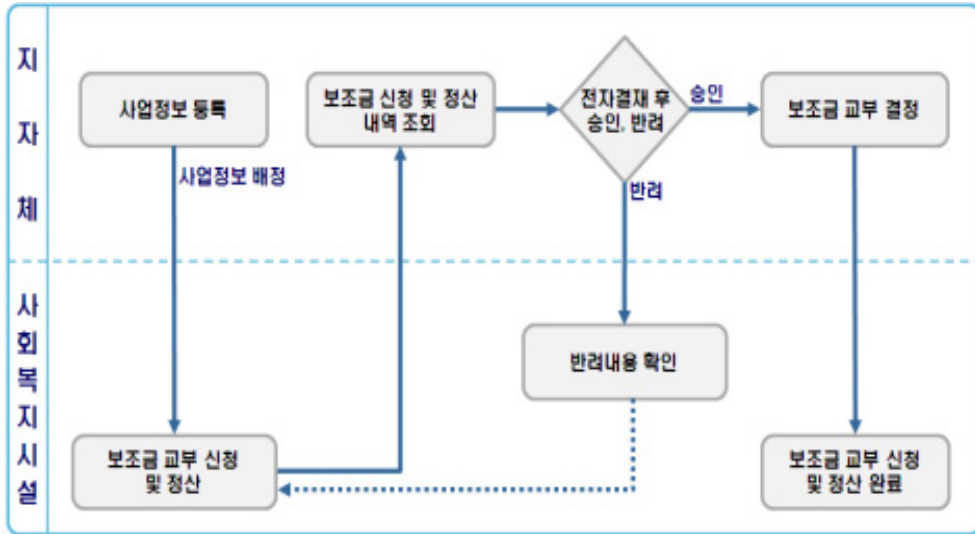 지자체
사업정보 등록
보조금 신청 및 정산
내역 조회
전자결재 후
승인, 반려
승인
보조금 교부 결정
사업정보 배정
반려
사회복지시설
반려내용 확인
보조금 교부 신청
및 정산
보조금 교부 신청
및 정산 완료